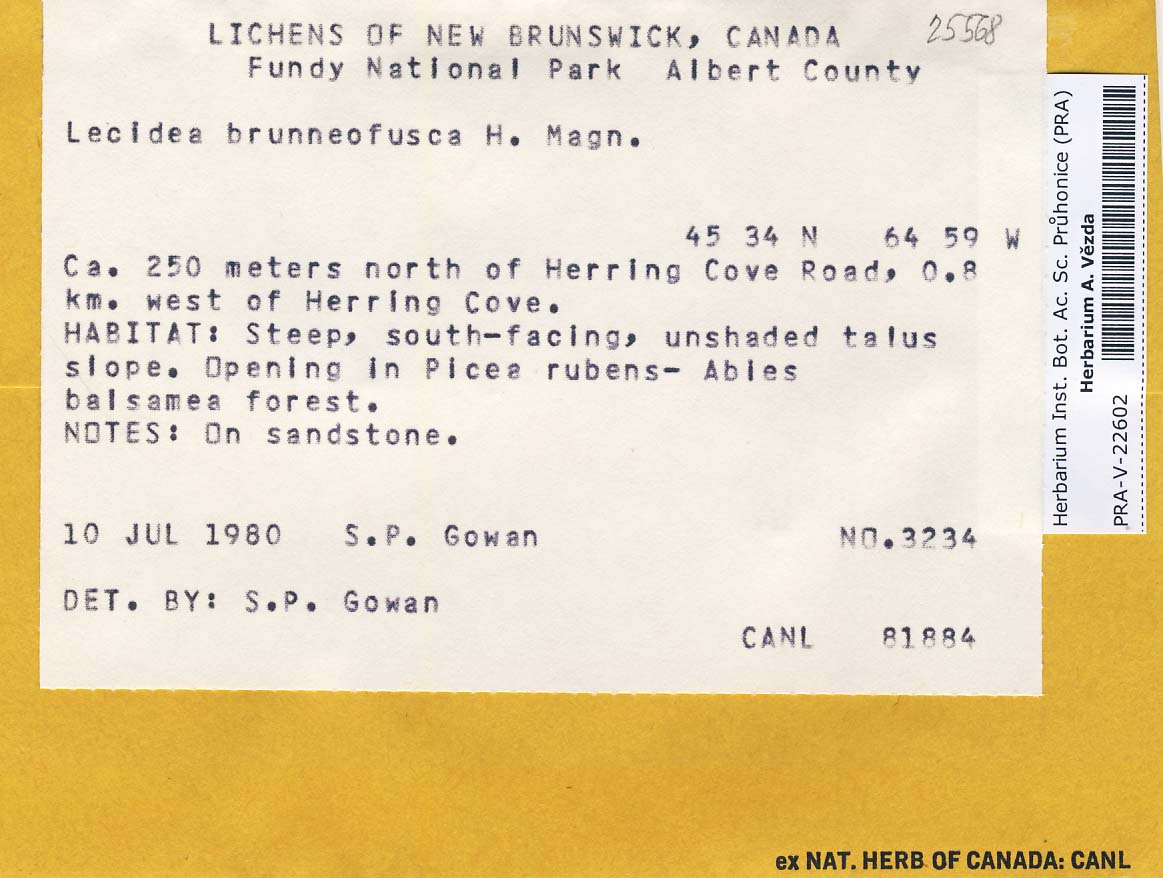 LICHENS OF NEW BRUNSWICK, CANADA
25568
Fundy National Park Albert County
Lecidea brunneofusca H. Magn.
45 34 N 64 59 W
Ca. 250 meters north of Herring Cove Road, 0.8
km. west of Herring Cove.
HABITAT: Steep, south-facing, unshaded talus
slope. Opening in Picea rubens- Abies
balsamea forest.
NOTES: On sandstone.
10 JUL 1980 S.P. Gowan NO.3234
DET. BY: S.P. Gowan
CANL 81884
Herbarium Inst. Bot. Ac. Sc. Průhonice (PRA)
Herbarium A. Vězda
PRA-V-22602
ex NAT. HERB OF CANADA: CANL